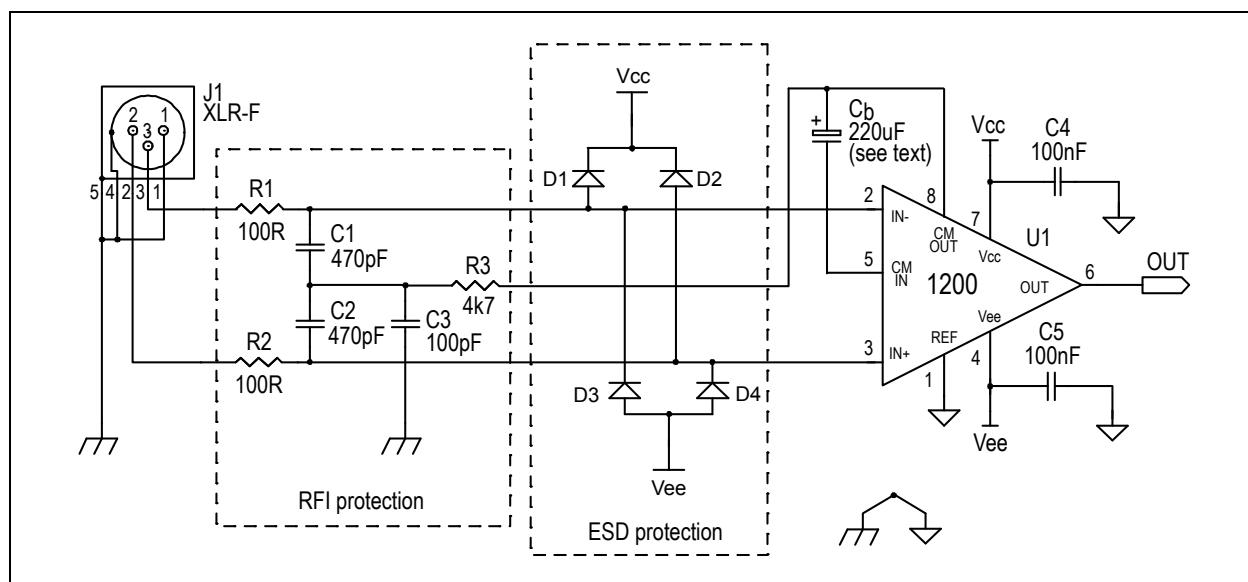 J1
XLR-F
2
3
1
5
4
2
3
1
R1
100R
C1
470pF
R3
4k7
C2
470pF
C3
100pF
R2
100R
RFI protection
Vcc
D1
D2
D3
D4
Vee
ESD protection
+
Cb
220uF
(see text)
2
IN-
8
CM
OUT
7
Vcc
5
CM
IN
1200
U1
OUT
6
OUT
3
IN+
REF
1
Vee
4
Vcc
C4
100nF
C5
100nF
Vee